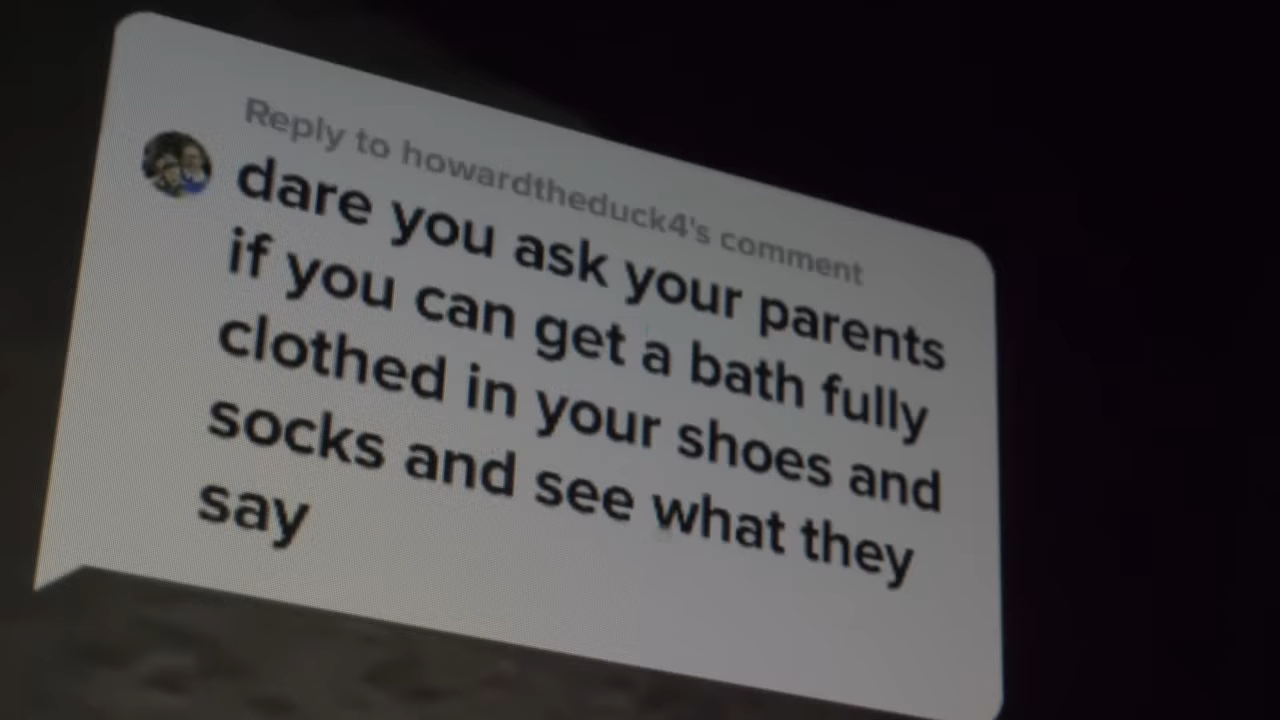 Reply to howardtheduck4's comment
dare you ask your parents
if you can get a bath fully
clothed in your shoes and
socks and see what they
say